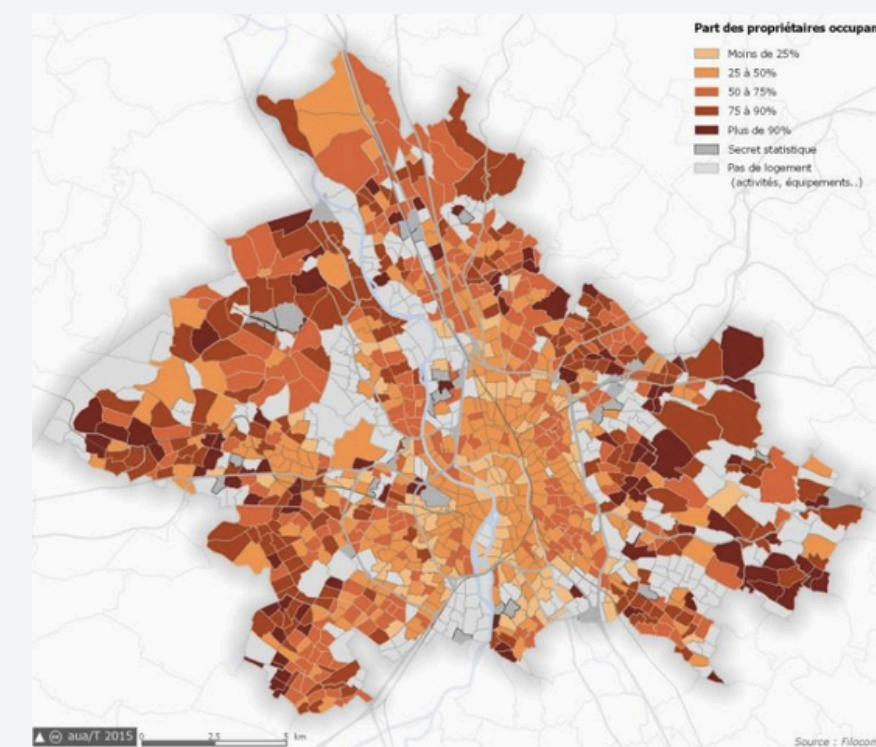 Part des propriétaires occupan
Moins de 25%
25 à 50%
50 à 75%
75 à 90%
Plus de 90%
Secret statistique
Pas de logement
(activités, équipements..)
aua/T 2015
0 2,5 5 km
Source : Filocom